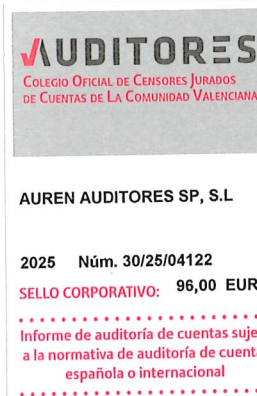 AUDITORES
COLEGIO OFICIAL DE CENSORES JURADOS
DE CUENTAS DE LA COMUNIDAD VALENCIANA
AUREN AUDITORES SP, S.L
2025 Núm. 30/25/04122
SELLO CORPORATIVO: 96,00 EUR
Informe de auditoría de cuentas suje
a la normativa de auditoría de cuenta
española o internacional